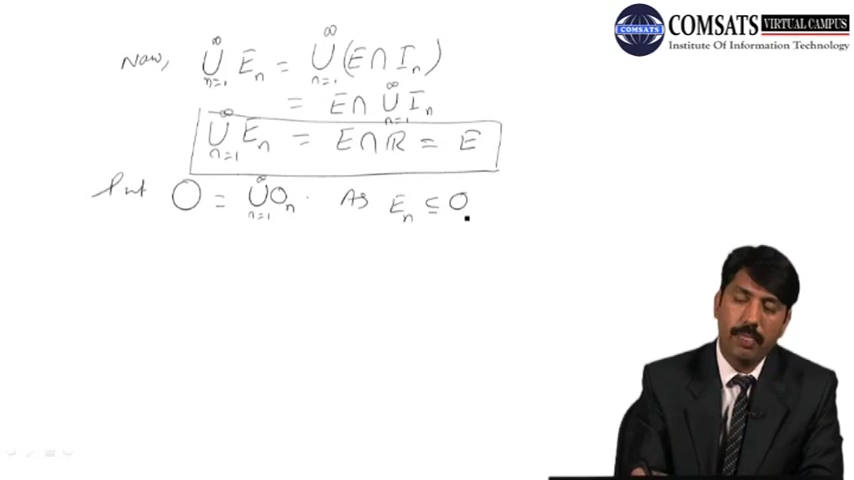 COMSATS VIRTUAL CAMPUS
Institute Of Information Technology
COMSATS
Now, ⋃_{n=1}^∞ E_n = ⋃_{n=1}^∞ (E ∩ I_n)
= E ∩ ⋃_{n=1}^∞ I_n
⋃_{n=1}^∞ E_n = E ∩ ℝ = E
Put O = ⋃_{n=1}^∞ O_n . As E_n ⊆ O